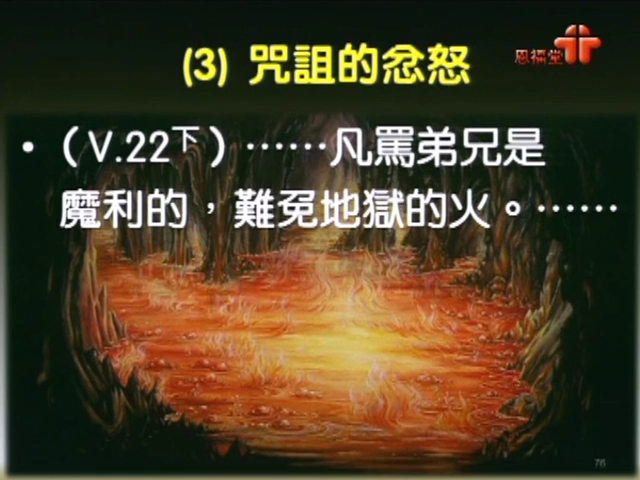 (3) 咒詛的忿怒
恩福堂
•（V.22下）……凡罵弟兄是
魔利的，難免地獄的火。……
76